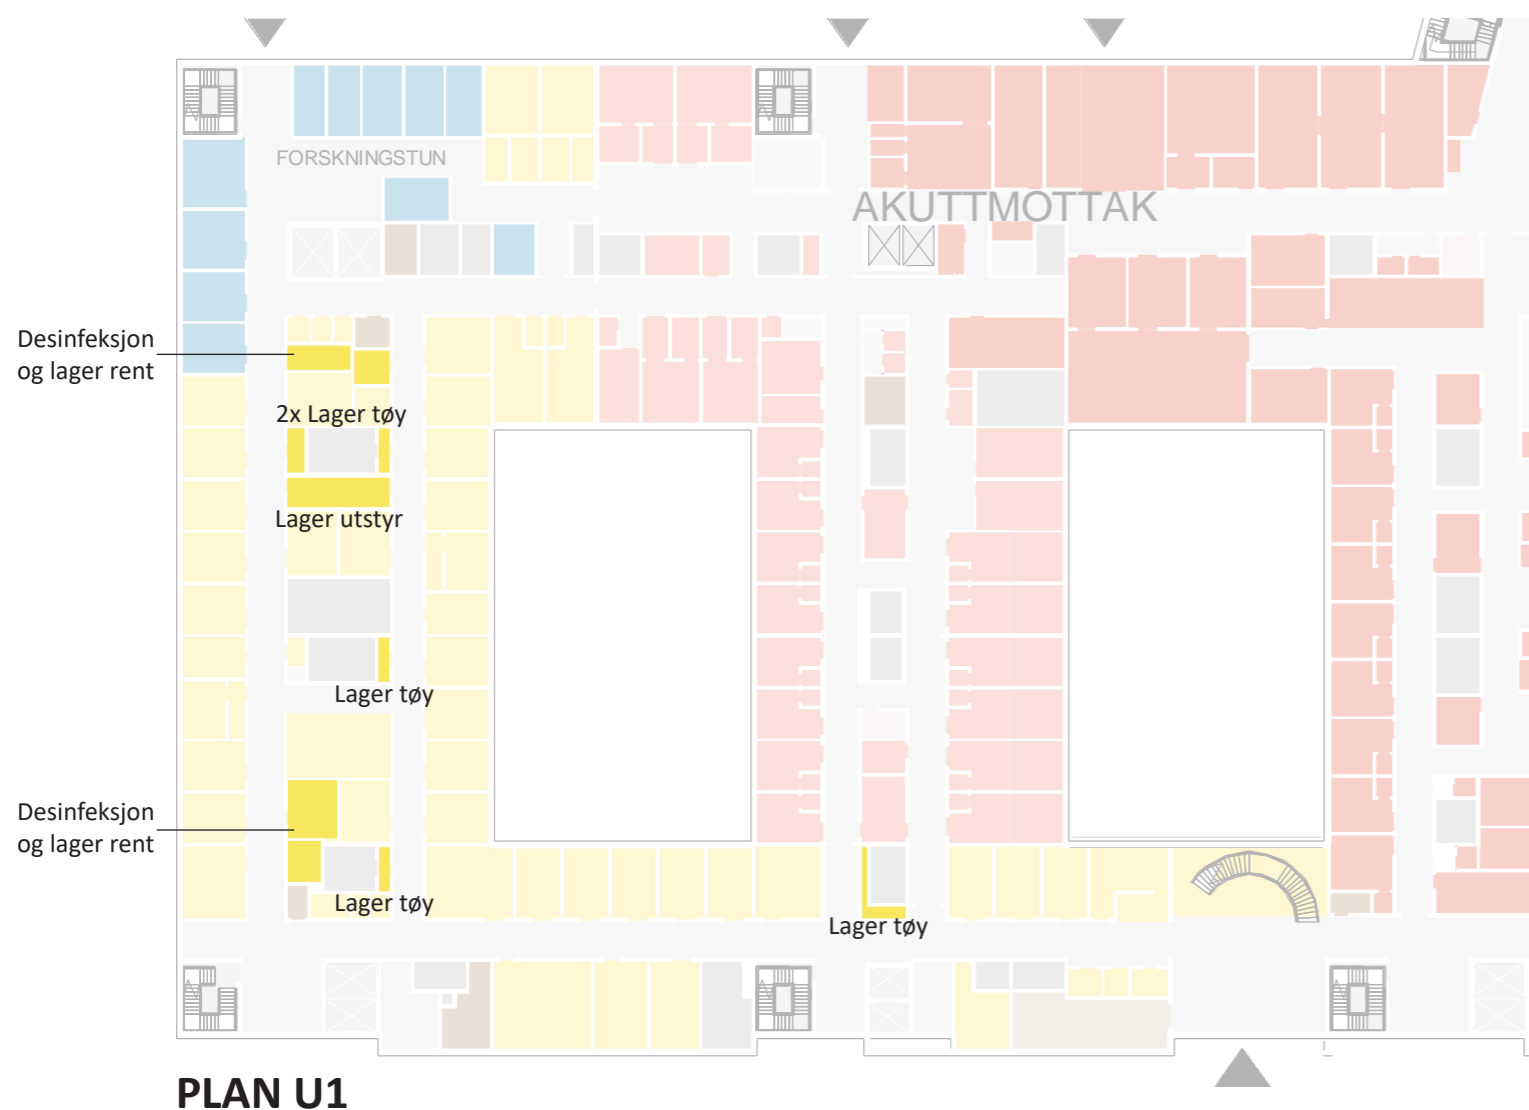 FORSKNINGSTUN
AKUTTMOTTAK
Desinfeksjon
og lager rent
2x Lager tøy
Lager utstyr
Lager tøy
Desinfeksjon
og lager rent
Lager tøy
Lager tøy
PLAN U1